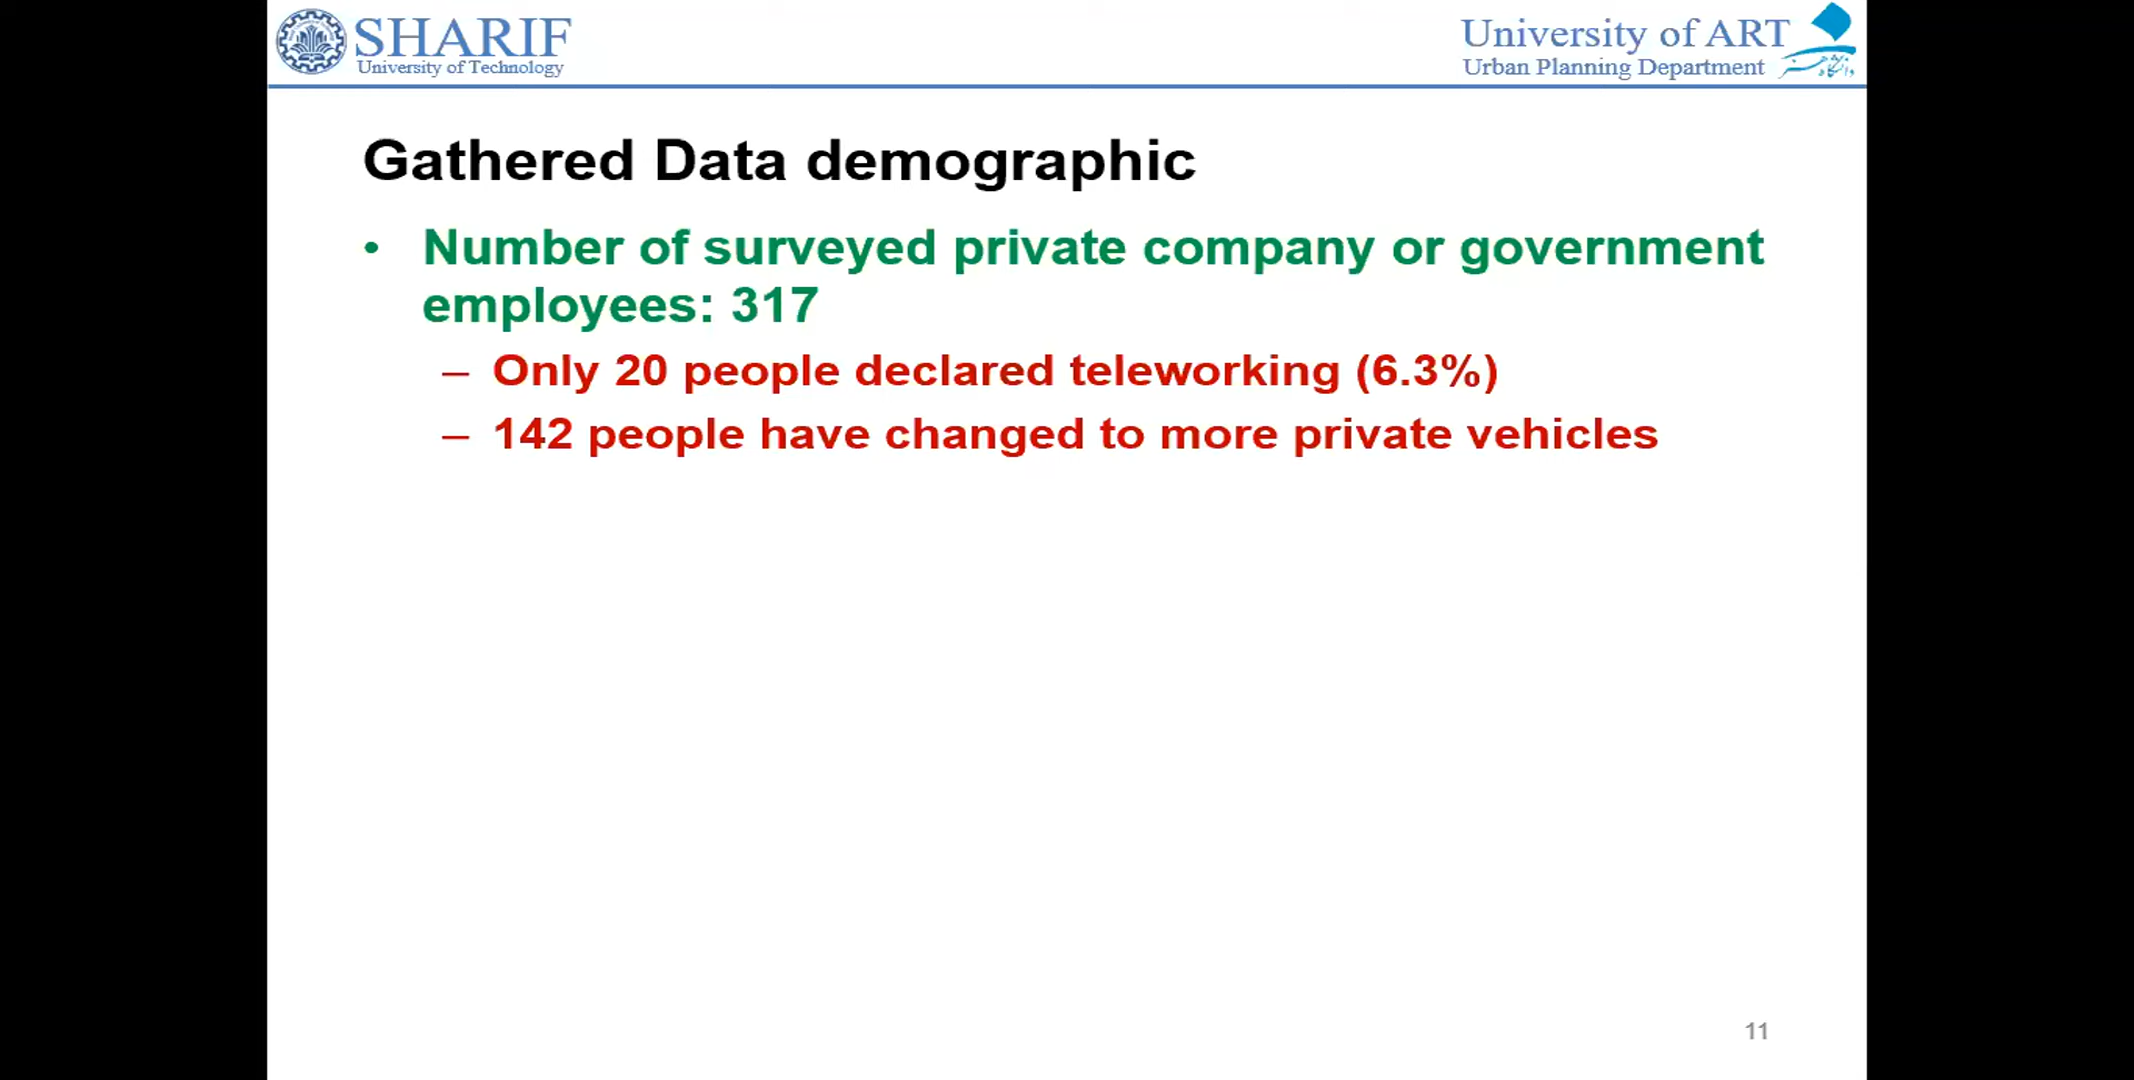 SHARIF
University of Technology
University of ART
Urban Planning Department
دانشگاه هنر
Gathered Data demographic
• Number of surveyed private company or government
employees: 317
– Only 20 people declared teleworking (6.3%)
– 142 people have changed to more private vehicles
11